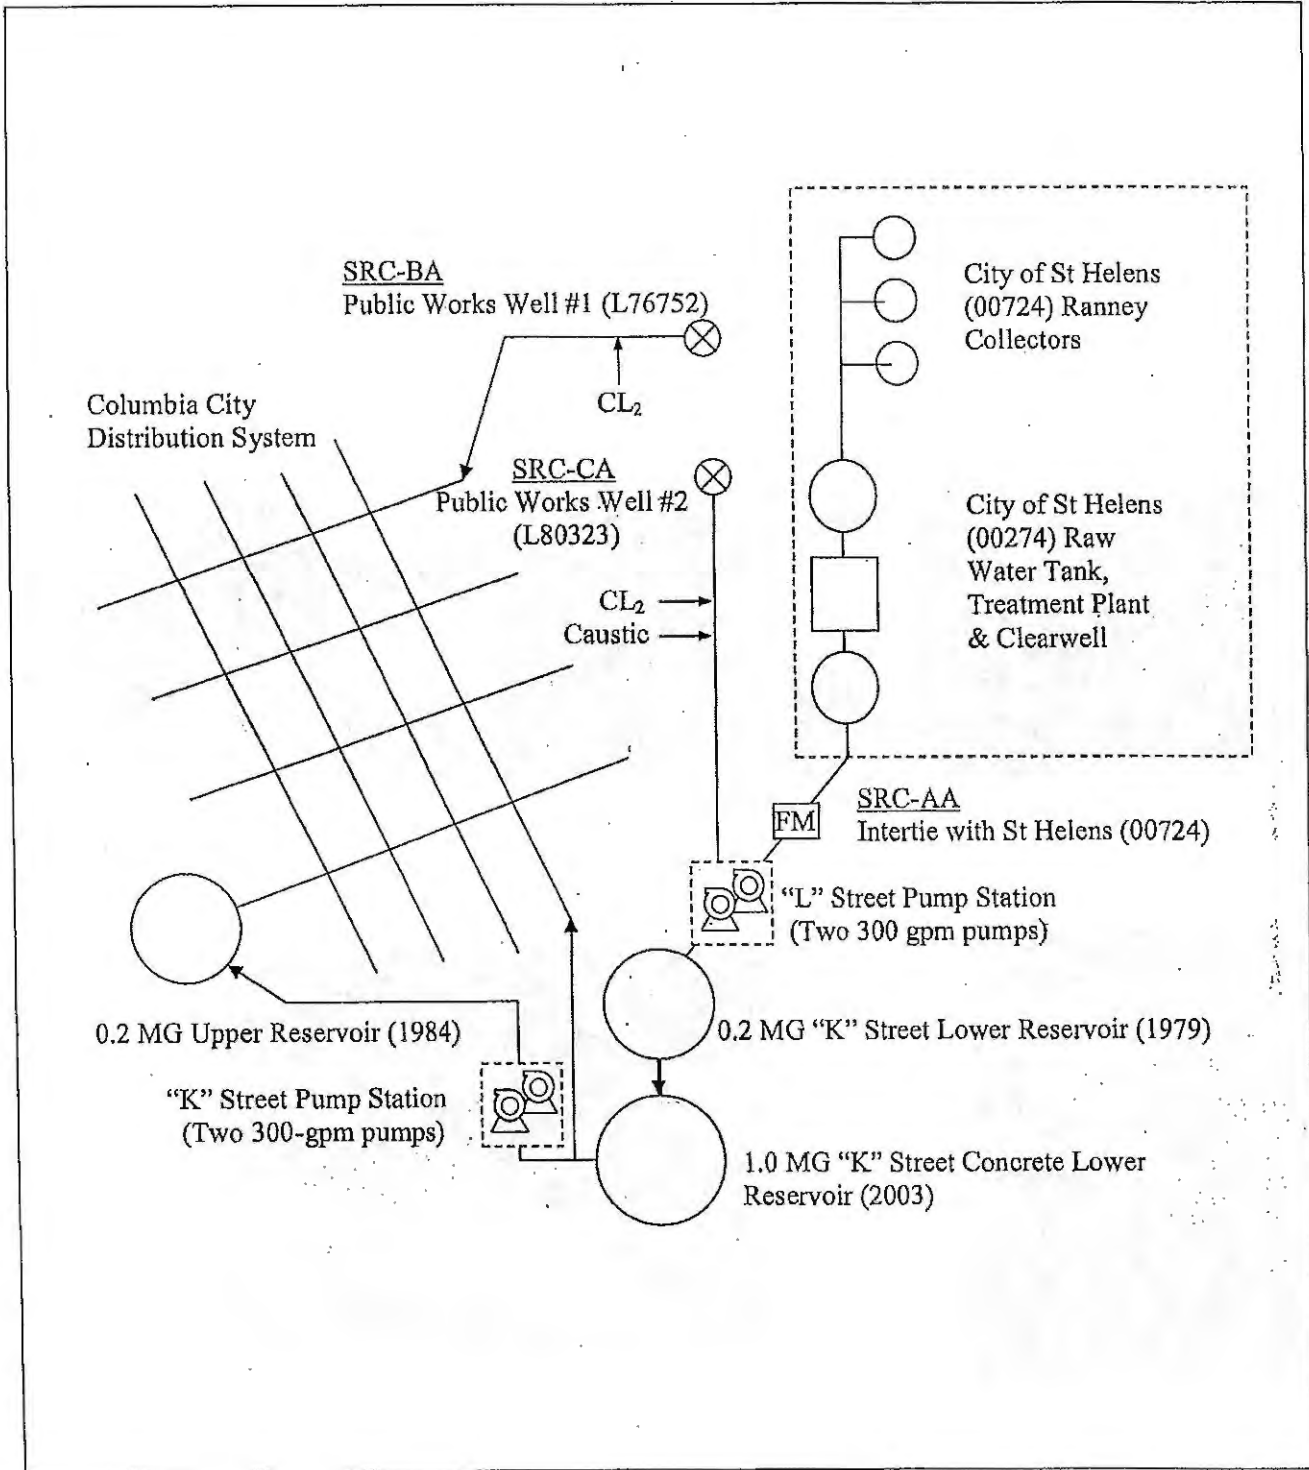 SRC-BA
Public Works Well #1 (L76752)
CL₂
Columbia City
Distribution System
SRC-CA
Public Works Well #2
(L80323)
CL₂
Caustic
City of St Helens
(00724) Ranney
Collectors
City of St Helens
(00274) Raw
Water Tank,
Treatment Plant
& Clearwell
FM
SRC-AA
Intertie with St Helens (00724)
"L" Street Pump Station
(Two 300 gpm pumps)
0.2 MG Upper Reservoir (1984)
0.2 MG "K" Street Lower Reservoir (1979)
"K" Street Pump Station
(Two 300-gpm pumps)
1.0 MG "K" Street Concrete Lower
Reservoir (2003)